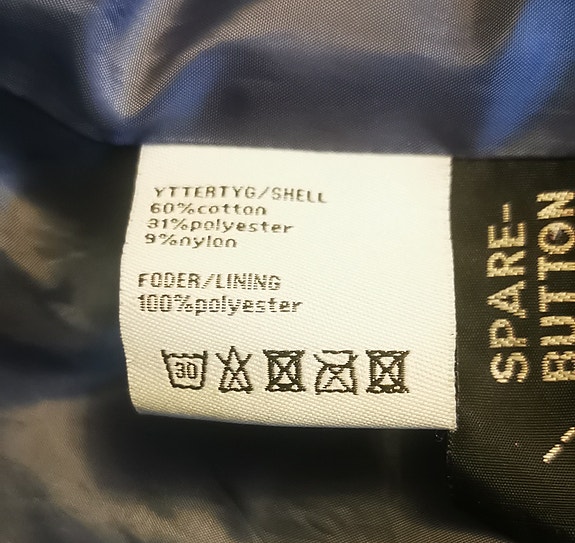 YTTERTYG/SHELL
60%cotton
31%polyester
9%nylon
FODER/LINING
100%polyester
30
SPARE-
BUTTON